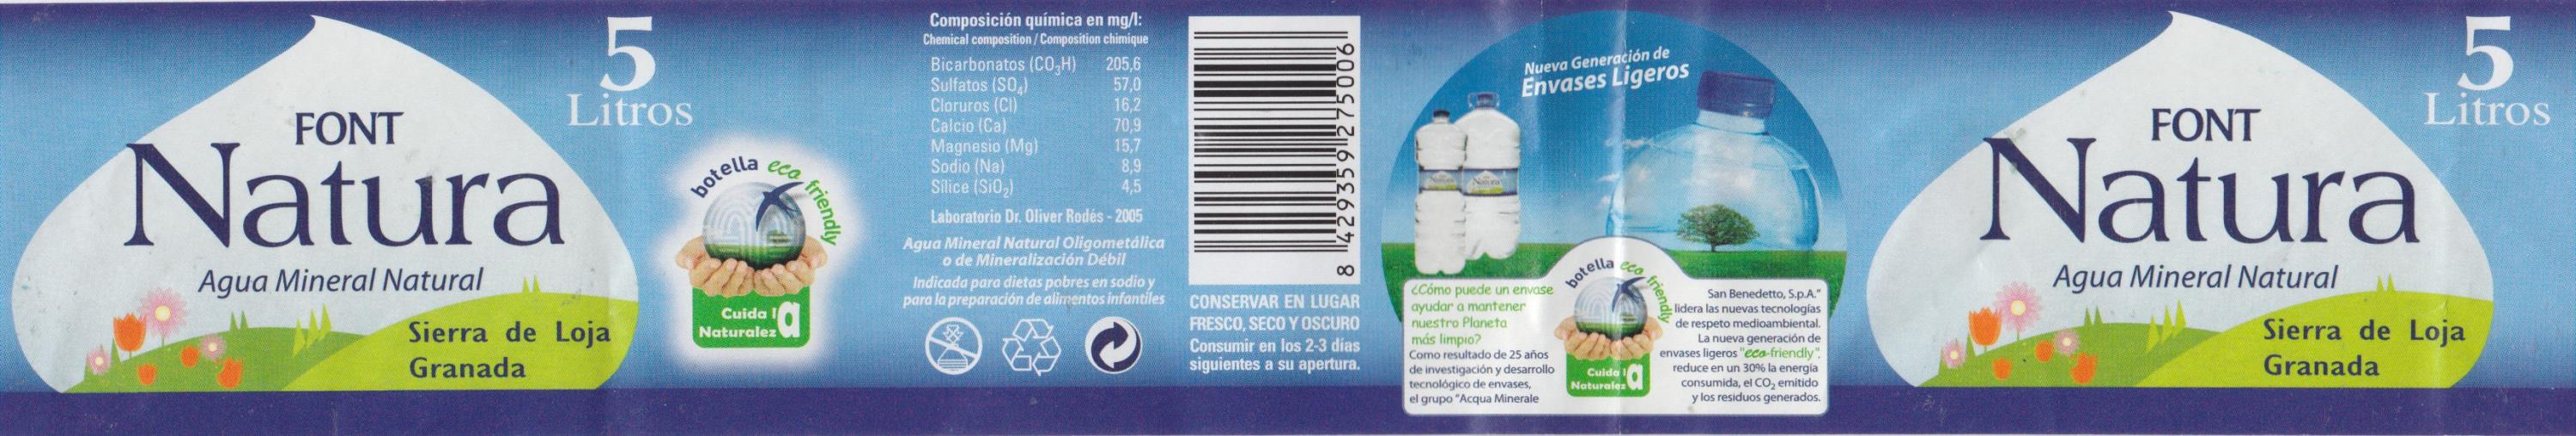 FONT
Natura
Agua Mineral Natural
Sierra de Loja
Granada
5
Litros
botella eco friendly
Cuida la
Naturaleza
Composición química en mg/l:
Chemical composition / Composition chimique
Bicarbonatos (CO₃H) 205,6
Sulfatos (SO₄) 57,0
Cloruros (Cl) 16,2
Calcio (Ca) 70,9
Magnesio (Mg) 15,7
Sodio (Na) 8,9
Sílice (SiO₂) 4,5
Laboratorio Dr. Oliver Rodés - 2005
Agua Mineral Natural Oligometálica
o de Mineralización Débil
Indicada para dietas pobres en sodio y
para la preparación de alimentos infantiles
8 429359 275006
CONSERVAR EN LUGAR
FRESCO, SECO Y OSCURO
Consumir en los 2-3 días
siguientes a su apertura.
Nueva Generación de
Envases Ligeros
Natura
¿Cómo puede un envase
ayudar a mantener
nuestro Planeta
más limpio?
Como resultado de 25 años
de investigación y desarrollo
tecnológico de envases,
el grupo "Acqua Minerale
botella eco friendly
Cuida la
Naturaleza
San Benedetto, S.p.A."
lidera las nuevas tecnologías
de respeto medioambiental.
La nueva generación de
envases ligeros "eco-friendly",
reduce en un 30% la energía
consumida, el CO₂ emitido
y los residuos generados.
FONT
Natura
Agua Mineral Natural
Sierra de Loja
Granada
5
Litros